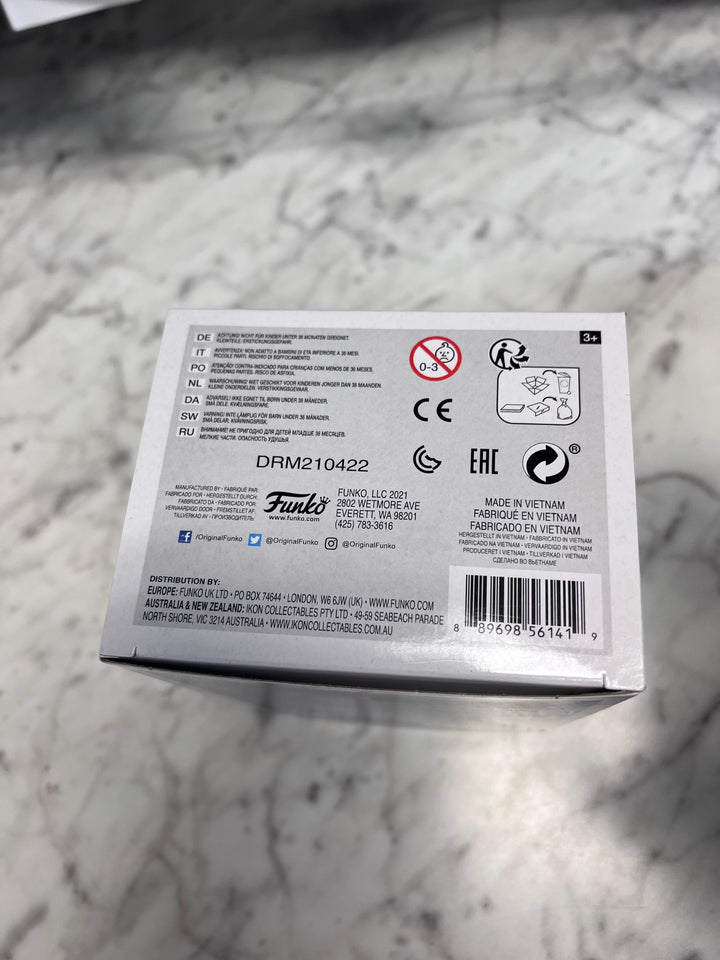 3+
DE ACHTUNG! NICHT FÜR KINDER UNTER 36 MONATEN GEEIGNET.
KLEINTEILE. ERSTICKUNGSGEFAHR.
IT AVVERTENZA: NON ADATTO A BAMBINI DI ETÀ INFERIORE A 36 MESI.
PICCOLE PARTI. RISCHIO DI SOFFOCAMENTO.
PO ATENÇÃO! CONTRA-INDICADO PARA CRIANÇAS COM MENOS DE 36 MESES.
PEQUENAS PARTES. RISCO DE ASFIXIA.
NL WAARSCHUWING! NIET GESCHIKT VOOR KINDEREN JONGER DAN 36 MAANDEN.
KLEINE ONDERDELEN. VERSTIKKINGSGEVAAR.
DA ADVARSEL! IKKE EGNET TIL BØRN UNDER 36 MÅNEDER.
SMÅ DELE. KVÆLNINGSFARE.
SW VARNING! INTE LÄMPLIG FÖR BARN UNDER 36 MÅNADER.
SMÅ DELAR. KVÄVNINGSRISK.
RU ВНИМАНИЕ! НЕ ПРИГОДНО ДЛЯ ДЕТЕЙ МЛАДШЕ 36 МЕСЯЦЕВ.
МЕЛКИЕ ЧАСТИ. ОПАСНОСТЬ УДУШЬЯ.
0-3
CE
EAC
®
DRM210422
MANUFACTURED BY • FABRIQUÉ PAR:
FABRICADO POR • HERGESTELLT DURCH:
FABBRICATO DA • FABRICADO POR:
VERVAARDIGD DOOR • FREMSTILLET AF
TILLVERKAD AV • ПРОИЗВОДИТЕЛЬ:
Funko
www.funko.com
FUNKO, LLC 2021
2802 WETMORE AVE
EVERETT, WA 98201
(425) 783-3616
/OriginalFunko @OriginalFunko @OriginalFunko
MADE IN VIETNAM
FABRIQUÉ EN VIETNAM
FABRICADO EN VIETNAM
HERGESTELLT IN VIETNAM • FABBRICATO IN VIETNAM
FABRICADO NA VIETNAM • VERVAARDIGD IN VIETNAM
PRODUCERET I VIETNAM • TILLVERKAD I VIETNAM
СДЕЛАНО ВО ВЬЕТНАМЕ
DISTRIBUTION BY:
EUROPE: FUNKO UK LTD • PO BOX 74644 • LONDON, W6 6JW (UK) • WWW.FUNKO.COM
AUSTRALIA & NEW ZEALAND: IKON COLLECTABLES PTY LTD • 49-59 SEABEACH PARADE
NORTH SHORE, VIC 3214 AUSTRALIA • WWW.IKONCOLLECTABLES.COM.AU
8 89698 56141 9